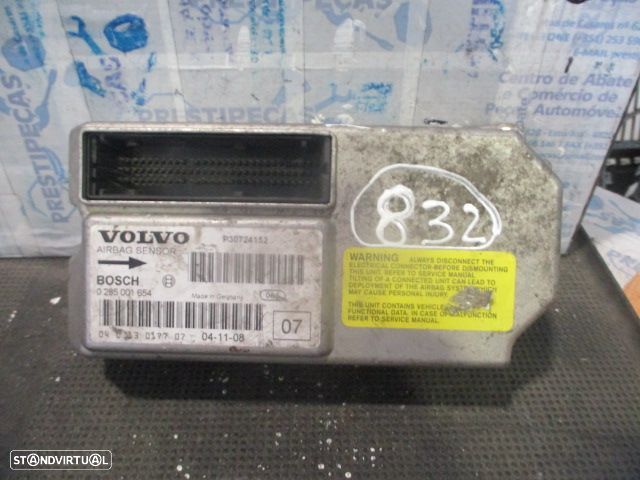 PRESTIPEÇAS
Centro de Abate
e Comércio de
Peças Automóveis
832
VOLVO
P30724152
AIRBAG SENSOR
BOSCH
0 285 001 654
Made in Germany
04-11-08
07
WARNING ALWAYS DISCONNECT THE
ELECTRICAL CONNECTOR BEFORE DISMOUNTING
THIS UNIT. REFER TO SERVICE MANUAL
TILTING OF A CONNECTED UNIT CAN LEAD TO
DEPLOYMENT OF THE AIRBAG SYSTEM WHICH
MAY CAUSE PERSONAL INJURY
THIS UNIT CONTAINS VEHICLE
FUNCTIONAL DATA. IN CASE OF MALFUNCTION
REFER TO SERVICE MANUAL.
STANDVIRTUAL